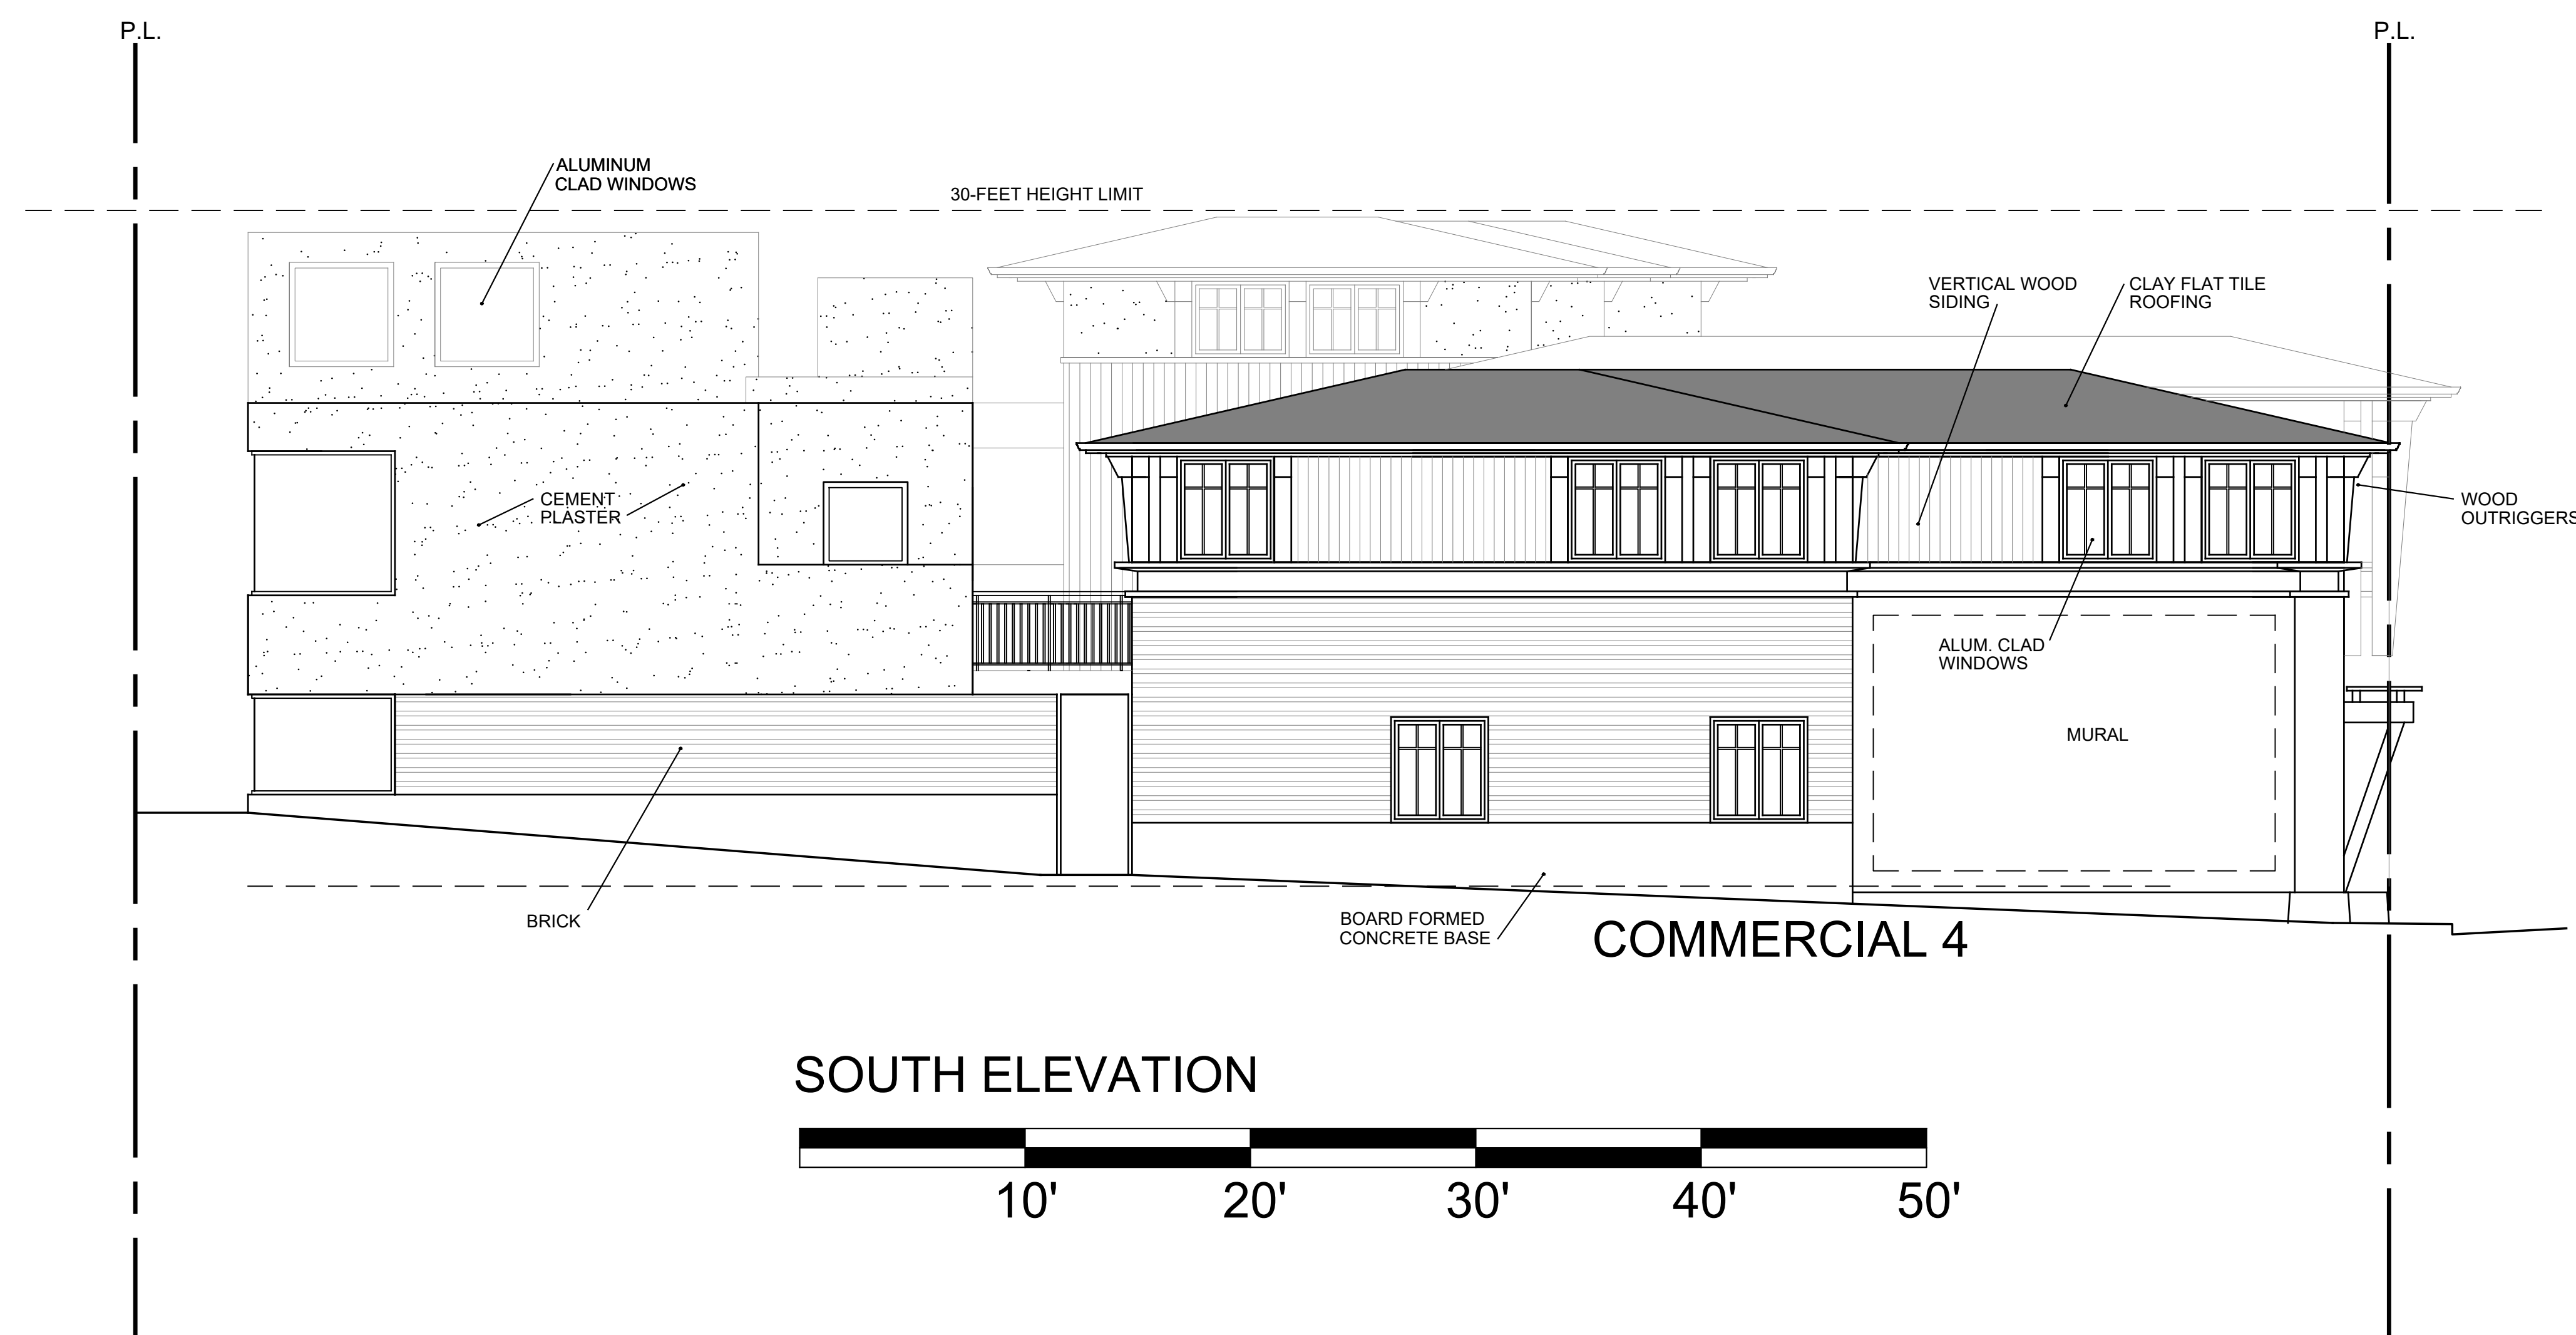 P.L.
P.L.
ALUMINUM
CLAD WINDOWS
30-FEET HEIGHT LIMIT
VERTICAL WOOD
SIDING
CLAY FLAT TILE
ROOFING
CEMENT
PLASTER
WOOD
OUTRIGGERS
ALUM. CLAD
WINDOWS
MURAL
BRICK
BOARD FORMED
CONCRETE BASE
COMMERCIAL 4
SOUTH ELEVATION
10' 20' 30' 40' 50'